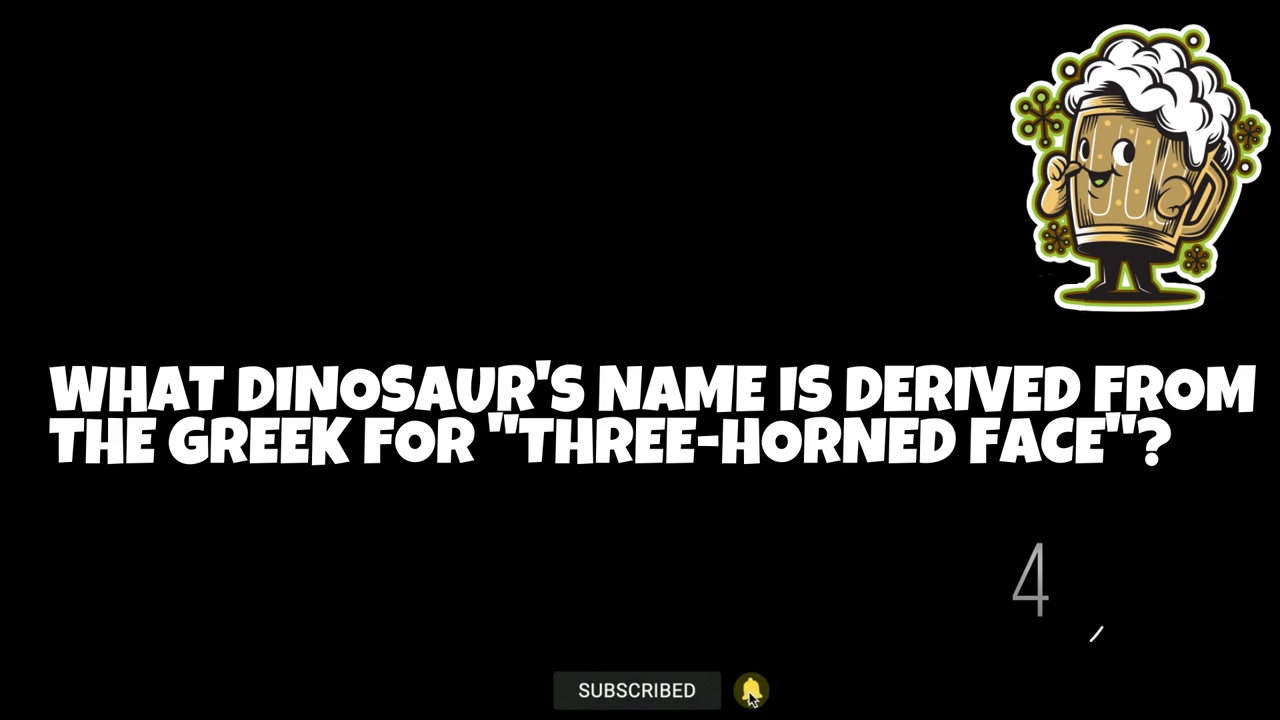 WHAT DINOSAUR'S NAME IS DERIVED FROM
THE GREEK FOR "THREE-HORNED FACE"?
4
SUBSCRIBED